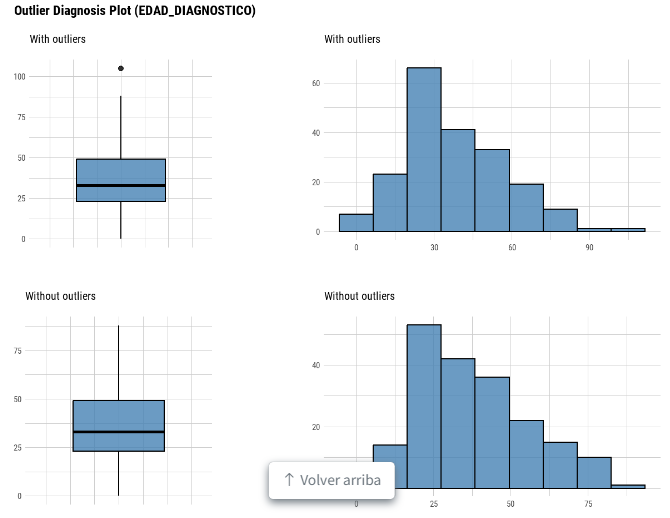 Outlier Diagnosis Plot (EDAD_DIAGNOSTICO)
With outliers
100
75
50
25
0
With outliers
60
40
20
0
0 30 60 90
Without outliers
75
50
25
0
Without outliers
40
20
0 25 50 75
↑ Volver arriba